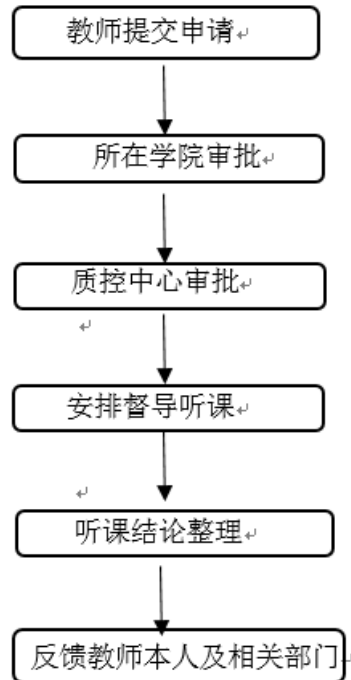 教师提交申请
所在学院审批
质控中心审批
安排督导听课
听课结论整理
反馈教师本人及相关部门